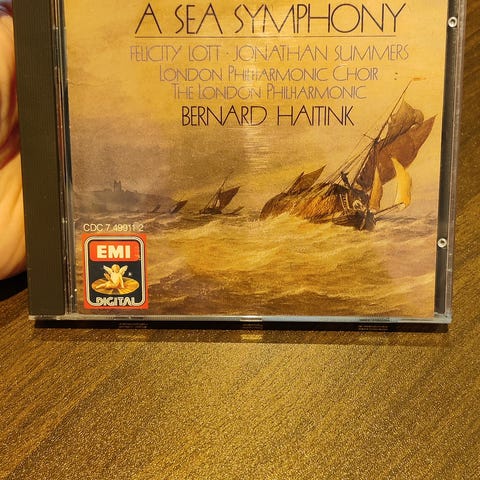 A SEA SYMPHONY
FELICITY LOTT · JONATHAN SUMMERS
LONDON PHILHARMONIC CHOIR
THE LONDON PHILHARMONIC
BERNARD HAITINK
CDC 7 49911 2
EMI
DIGITAL